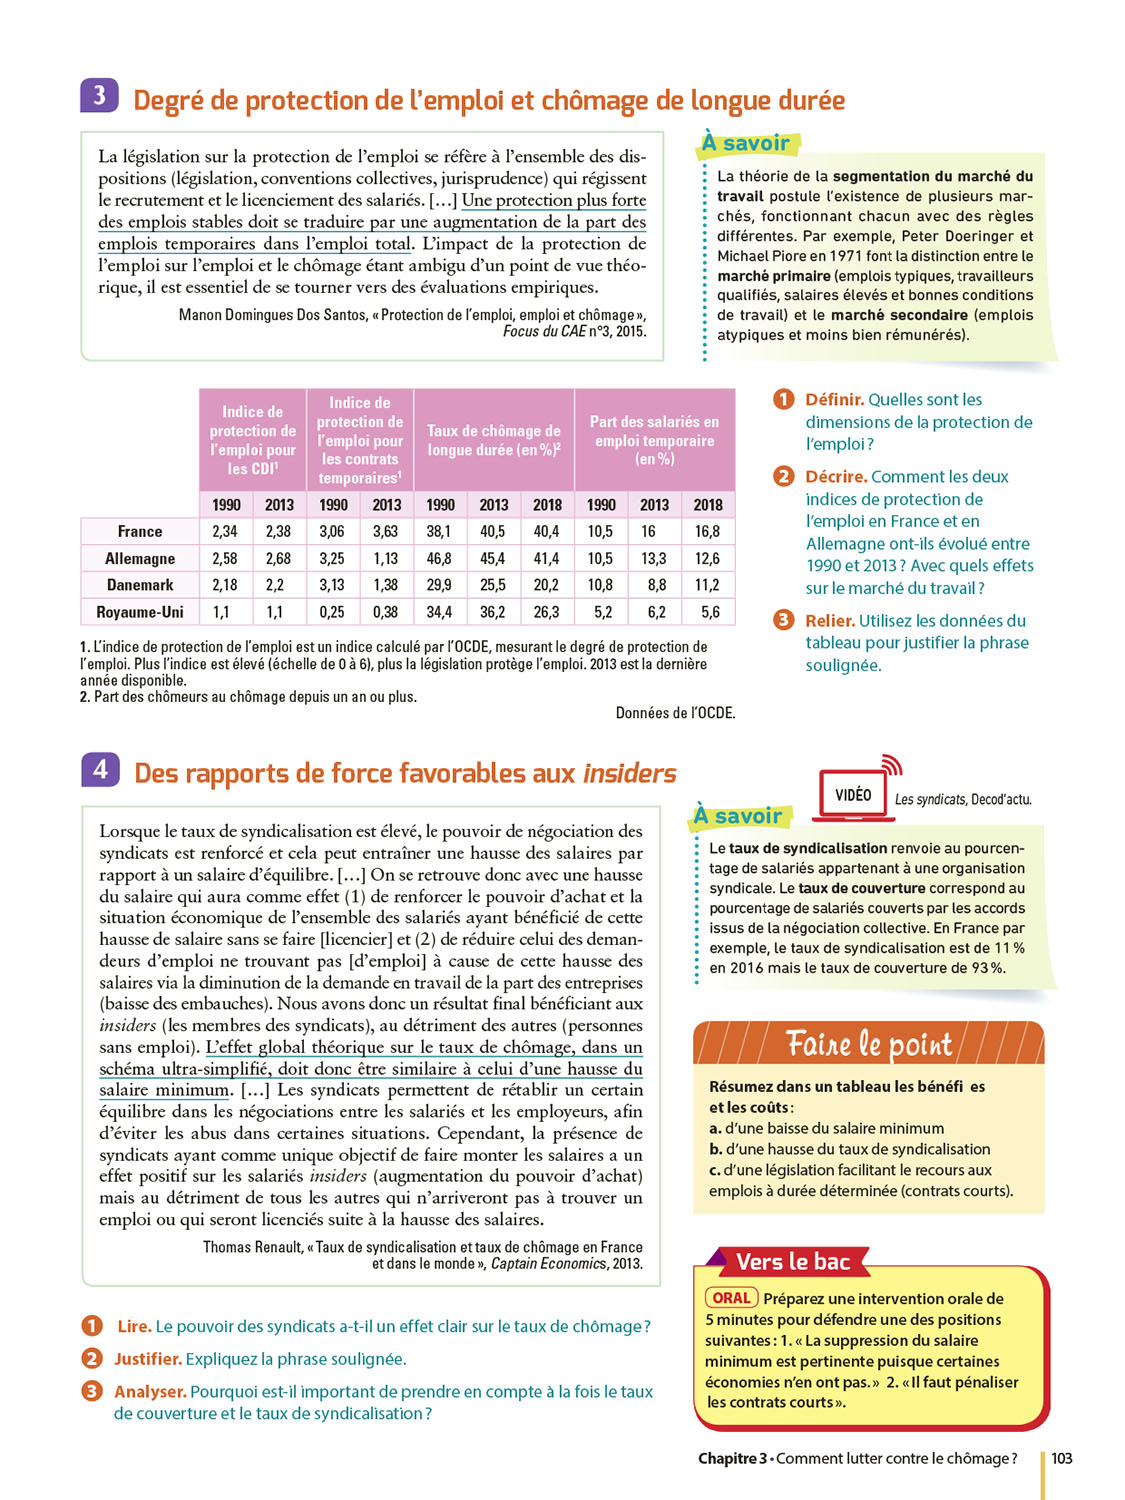 3 Degré de protection de l'emploi et chômage de longue durée
La législation sur la protection de l'emploi se réfère à l'ensemble des dis-
positions (législation, conventions collectives, jurisprudence) qui régissent
le recrutement et le licenciement des salariés. […] Une protection plus forte
des emplois stables doit se traduire par une augmentation de la part des
emplois temporaires dans l'emploi total. L'impact de la protection de
l'emploi sur l'emploi et le chômage étant ambigu d'un point de vue théo-
rique, il est essentiel de se tourner vers des évaluations empiriques.
Manon Domingues Dos Santos, « Protection de l'emploi, emploi et chômage »,
Focus du CAE n°3, 2015.
À savoir
La théorie de la segmentation du marché du
travail postule l'existence de plusieurs mar-
chés, fonctionnant chacun avec des règles
différentes. Par exemple, Peter Doeringer et
Michael Piore en 1971 font la distinction entre le
marché primaire (emplois typiques, travailleurs
qualifiés, salaires élevés et bonnes conditions
de travail) et le marché secondaire (emplois
atypiques et moins bien rémunérés).
Indice de
protection de
l'emploi pour
les CDI1
Indice de
protection de
l'emploi pour
les contrats
temporaires1
Taux de chômage de
longue durée (en %)2
Part des salariés en
emploi temporaire
(en %)
1990 2013 1990 2013 1990 2013 2018 1990 2013 2018
France 2,34 2,38 3,06 3,63 38,1 40,5 40,4 10,5 16 16,8
Allemagne 2,58 2,68 3,25 1,13 46,8 45,4 41,4 10,5 13,3 12,6
Danemark 2,18 2,2 3,13 1,38 29,9 25,5 20,2 10,8 8,8 11,2
Royaume-Uni 1,1 1,1 0,25 0,38 34,4 36,2 26,3 5,2 6,2 5,6
1. L'indice de protection de l'emploi est un indice calculé par l'OCDE, mesurant le degré de protection de
l'emploi. Plus l'indice est élevé (échelle de 0 à 6), plus la législation protège l'emploi. 2013 est la dernière
année disponible.
2. Part des chômeurs au chômage depuis un an ou plus.
Données de l'OCDE.
1 Définir. Quelles sont les
dimensions de la protection de
l'emploi ?
2 Décrire. Comment les deux
indices de protection de
l'emploi en France et en
Allemagne ont-ils évolué entre
1990 et 2013 ? Avec quels effets
sur le marché du travail ?
3 Relier. Utilisez les données du
tableau pour justifier la phrase
soulignée.
4 Des rapports de force favorables aux insiders
Lorsque le taux de syndicalisation est élevé, le pouvoir de négociation des
syndicats est renforcé et cela peut entraîner une hausse des salaires par
rapport à un salaire d'équilibre. […] On se retrouve donc avec une hausse
du salaire qui aura comme effet (1) de renforcer le pouvoir d'achat et la
situation économique de l'ensemble des salariés ayant bénéficié de cette
hausse de salaire sans se faire [licencier] et (2) de réduire celui des deman-
deurs d'emploi ne trouvant pas [d'emploi] à cause de cette hausse des
salaires via la diminution de la demande en travail de la part des entreprises
(baisse des embauches). Nous avons donc un résultat final bénéficiant aux
insiders (les membres des syndicats), au détriment des autres (personnes
sans emploi). L'effet global théorique sur le taux de chômage, dans un
schéma ultra-simplifié, doit donc être similaire à celui d'une hausse du
salaire minimum. […] Les syndicats permettent de rétablir un certain
équilibre dans les négociations entre les salariés et les employeurs, afin
d'éviter les abus dans certaines situations. Cependant, la présence de
syndicats ayant comme unique objectif de faire monter les salaires a un
effet positif sur les salariés insiders (augmentation du pouvoir d'achat)
mais au détriment de tous les autres qui n'arriveront pas à trouver un
emploi ou qui seront licenciés suite à la hausse des salaires.
Thomas Renault, « Taux de syndicalisation et taux de chômage en France
et dans le monde », Captain Economics, 2013.
1 Lire. Le pouvoir des syndicats a-t-il un effet clair sur le taux de chômage ?
2 Justifier. Expliquez la phrase soulignée.
3 Analyser. Pourquoi est-il important de prendre en compte à la fois le taux
de couverture et le taux de syndicalisation ?
VIDÉO
Les syndicats, Decod'actu.
À savoir
Le taux de syndicalisation renvoie au pourcen-
tage de salariés appartenant à une organisation
syndicale. Le taux de couverture correspond au
pourcentage de salariés couverts par les accords
issus de la négociation collective. En France par
exemple, le taux de syndicalisation est de 11 %
en 2016 mais le taux de couverture de 93 %.
Faire le point
Résumez dans un tableau les bénéfi es
et les coûts :
a. d'une baisse du salaire minimum
b. d'une hausse du taux de syndicalisation
c. d'une législation facilitant le recours aux
emplois à durée déterminée (contrats courts).
Vers le bac
ORAL Préparez une intervention orale de
5 minutes pour défendre une des positions
suivantes : 1. « La suppression du salaire
minimum est pertinente puisque certaines
économies n'en ont pas. » 2. « Il faut pénaliser
les contrats courts ».
Chapitre 3 • Comment lutter contre le chômage ? 103